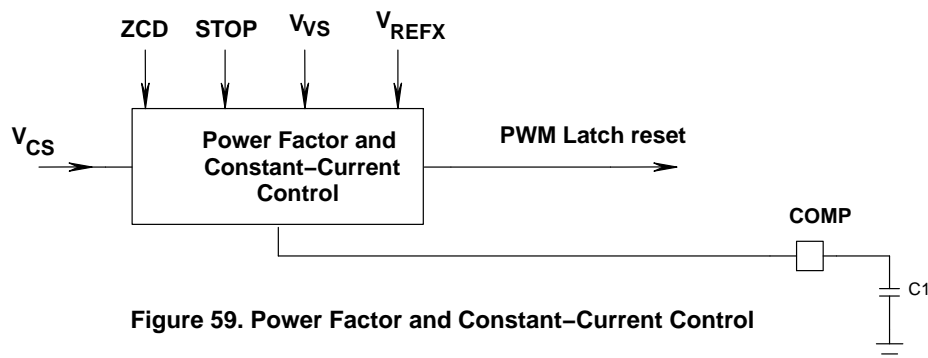 ZCD STOP VVS VREFX
VCS
Power Factor and
Constant−Current
Control
PWM Latch reset
COMP
C1
Figure 59. Power Factor and Constant−Current Control